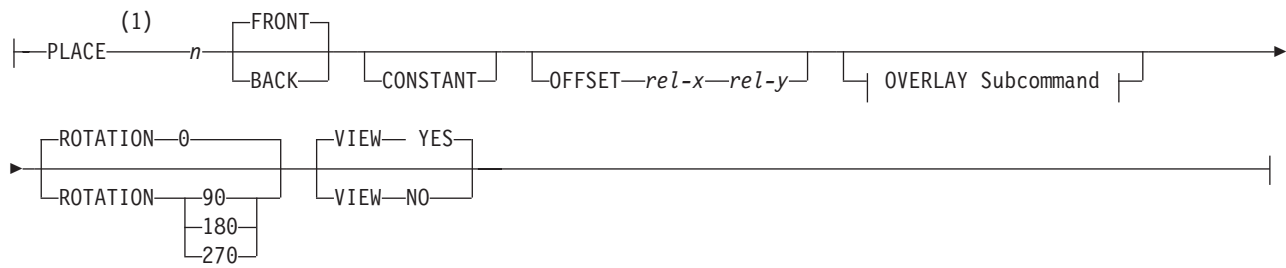 (1) FRONT
PLACE n
BACK CONSTANT OFFSET rel-x rel-y OVERLAY Subcommand
ROTATION 0 VIEW YES
ROTATION 90 VIEW NO
180
270